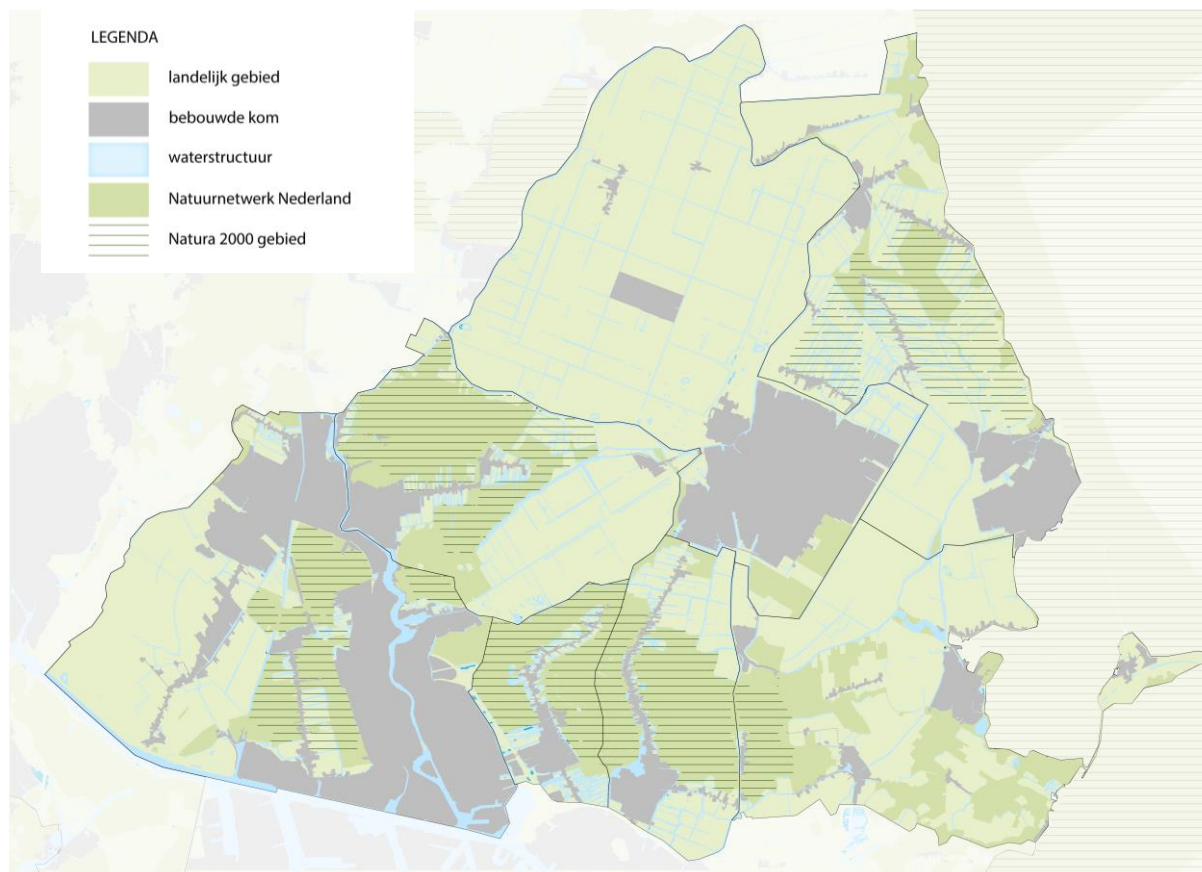 LEGENDA
landelijk gebied
bebouwde kom
waterstructuur
Natuurnetwerk Nederland
Natura 2000 gebied